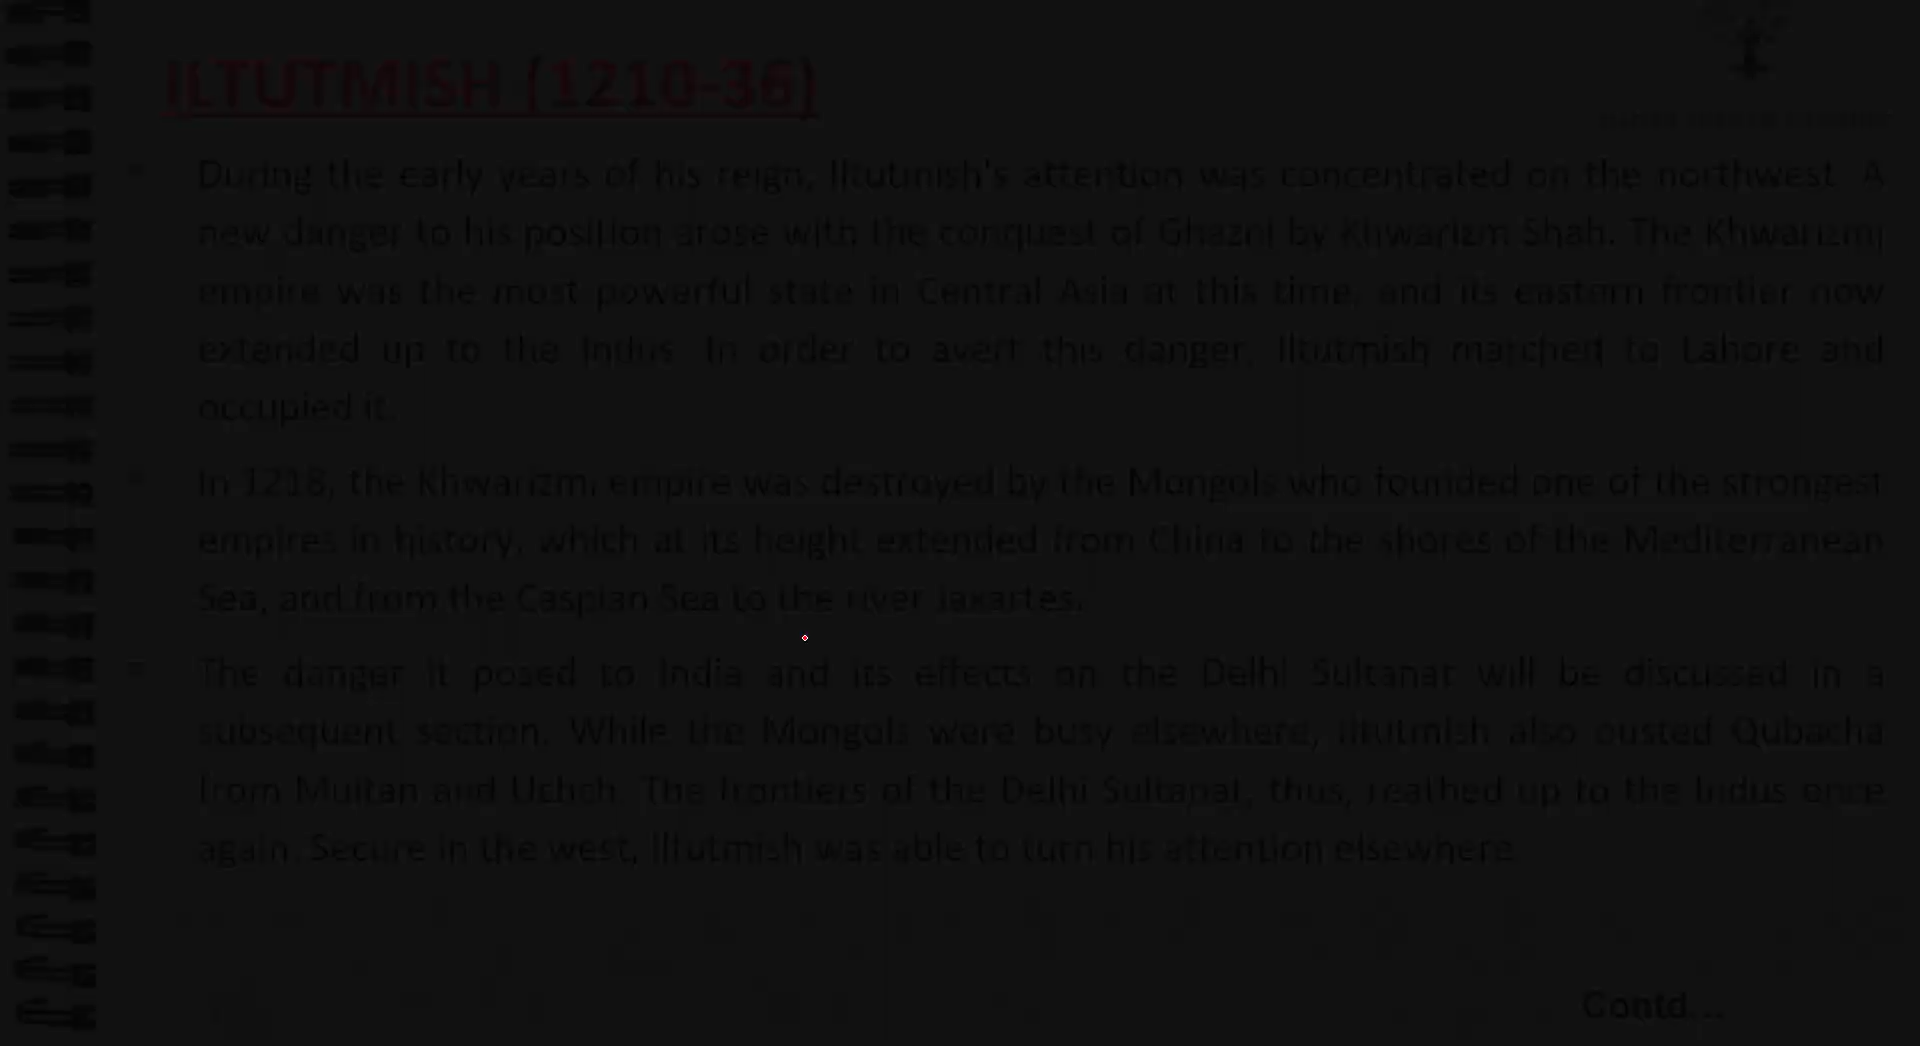 ILTUTMISH (1210-36)
• During the early years of his reign, Iltutmish's attention was concentrated on the northwest. A
new danger to his position arose with the conquest of Ghazni by Khwarizm Shah. The Khwarizmi
empire was the most powerful state in Central Asia at this time, and its eastern frontier now
extended up to the Indus. In order to avert this danger, Iltutmish marched to Lahore and
occupied it.
• In 1218, the Khwarizmi empire was destroyed by the Mongols who founded one of the strongest
empires in history, which at its height extended from China to the shores of the Mediterranean
Sea, and from the Caspian Sea to the river Jaxartes.
• The danger it posed to India and its effects on the Delhi Sultanat will be discussed in a
subsequent section. While the Mongols were busy elsewhere, Iltutmish also ousted Qubacha
from Multan and Uchch. The frontiers of the Delhi Sultanat, thus, reached up to the Indus once
again. Secure in the west, Iltutmish was able to turn his attention elsewhere.
Contd...